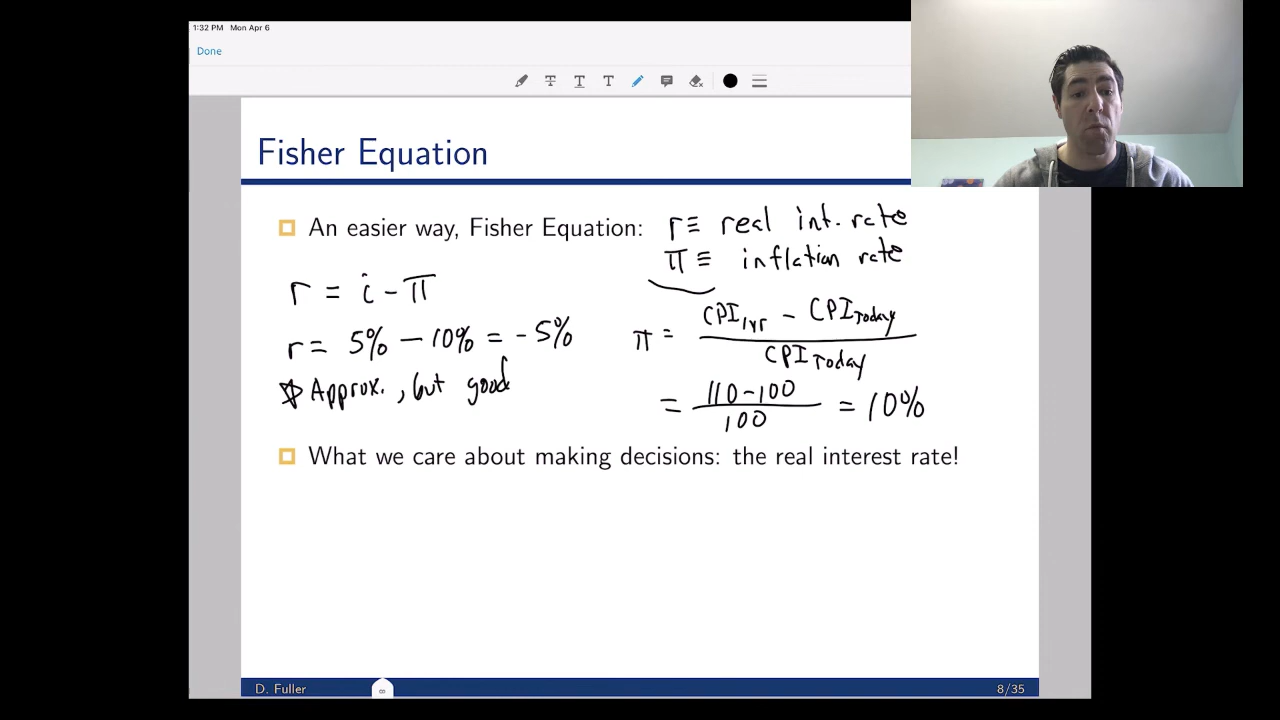 1:32 PM Mon Apr 6
Done
T T T
Fisher Equation
An easier way, Fisher Equation:
r ≡ real int. rate
π ≡ inflation rate
r = i - π
r = 5% - 10% = - 5%
* Approx., but good
π = (CPI1yr - CPIToday) / CPIToday
= (110-100) / 100 = 10%
What we care about making decisions: the real interest rate!
D. Fuller 8 8/35